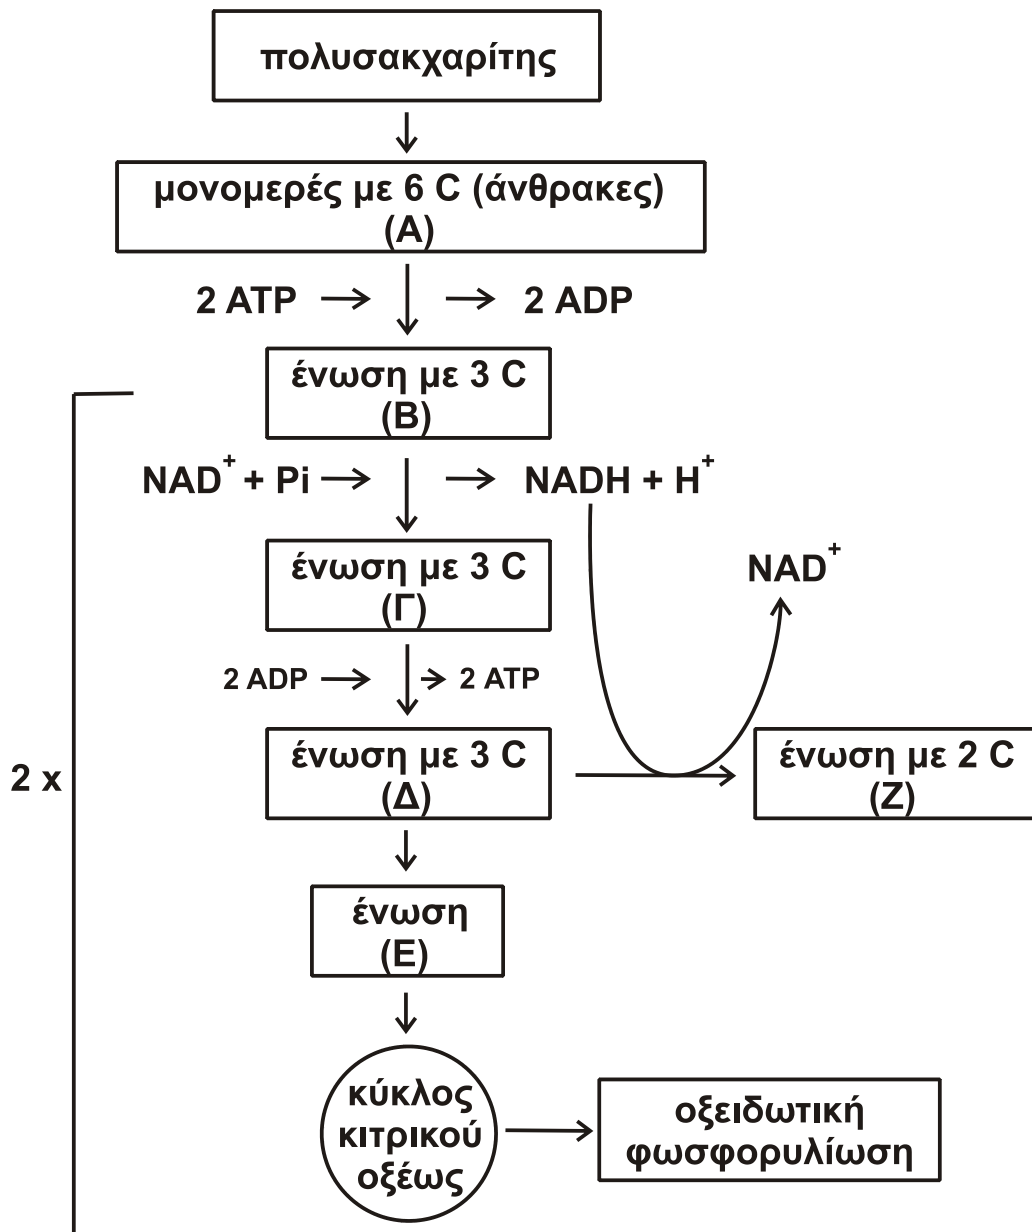 πολυσακχαρίτης
μονομερές με 6 C (άνθρακες)
(Α)
2 ATP
2 ADP
ένωση με 3 C
(Β)
NAD⁺ + Pi
NADH + H⁺
ένωση με 3 C
(Γ)
NAD⁺
2 ADP
2 ATP
2 x
ένωση με 3 C
(Δ)
ένωση με 2 C
(Ζ)
ένωση
(Ε)
κύκλος
κιτρικού
οξέως
οξειδωτική
φωσφορυλίωση